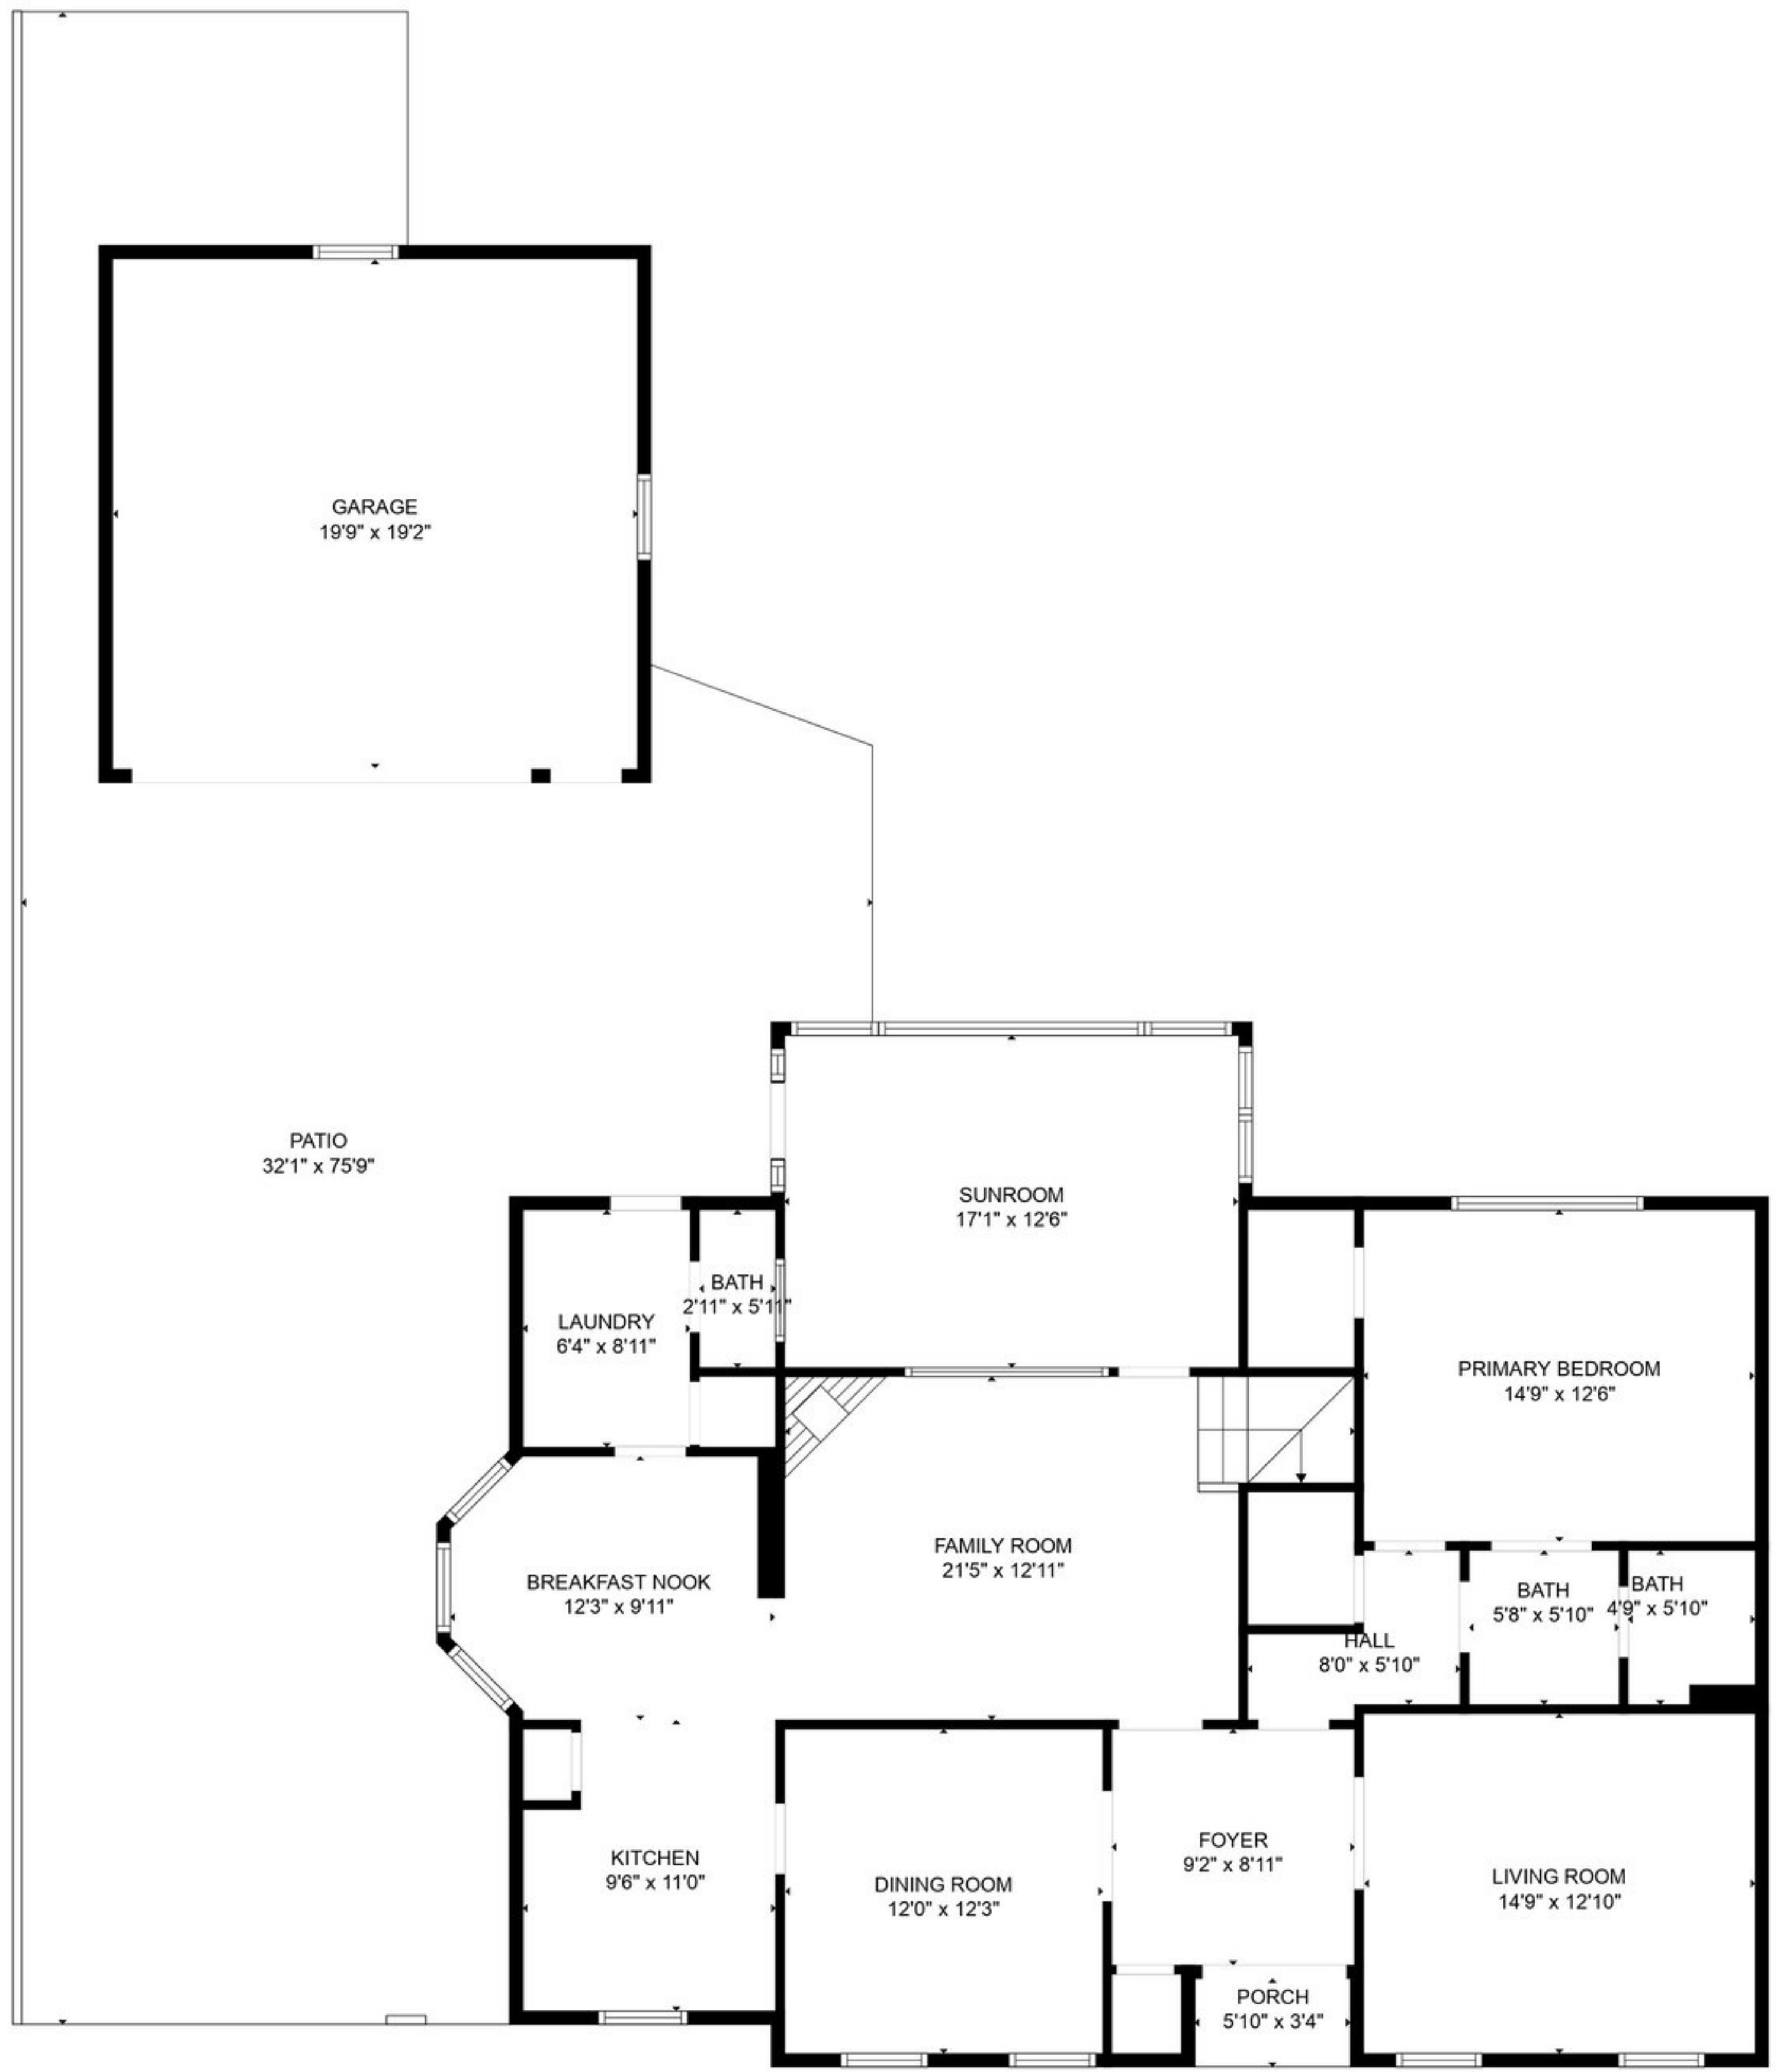 GARAGE
19'9" x 19'2"
PATIO
32'1" x 75'9"
SUNROOM
17'1" x 12'6"
BATH
2'11" x 5'11"
LAUNDRY
6'4" x 8'11"
PRIMARY BEDROOM
14'9" x 12'6"
FAMILY ROOM
21'5" x 12'11"
BREAKFAST NOOK
12'3" x 9'11"
BATH
5'8" x 5'10"
BATH
4'9" x 5'10"
HALL
8'0" x 5'10"
KITCHEN
9'6" x 11'0"
DINING ROOM
12'0" x 12'3"
FOYER
9'2" x 8'11"
LIVING ROOM
14'9" x 12'10"
PORCH
5'10" x 3'4"